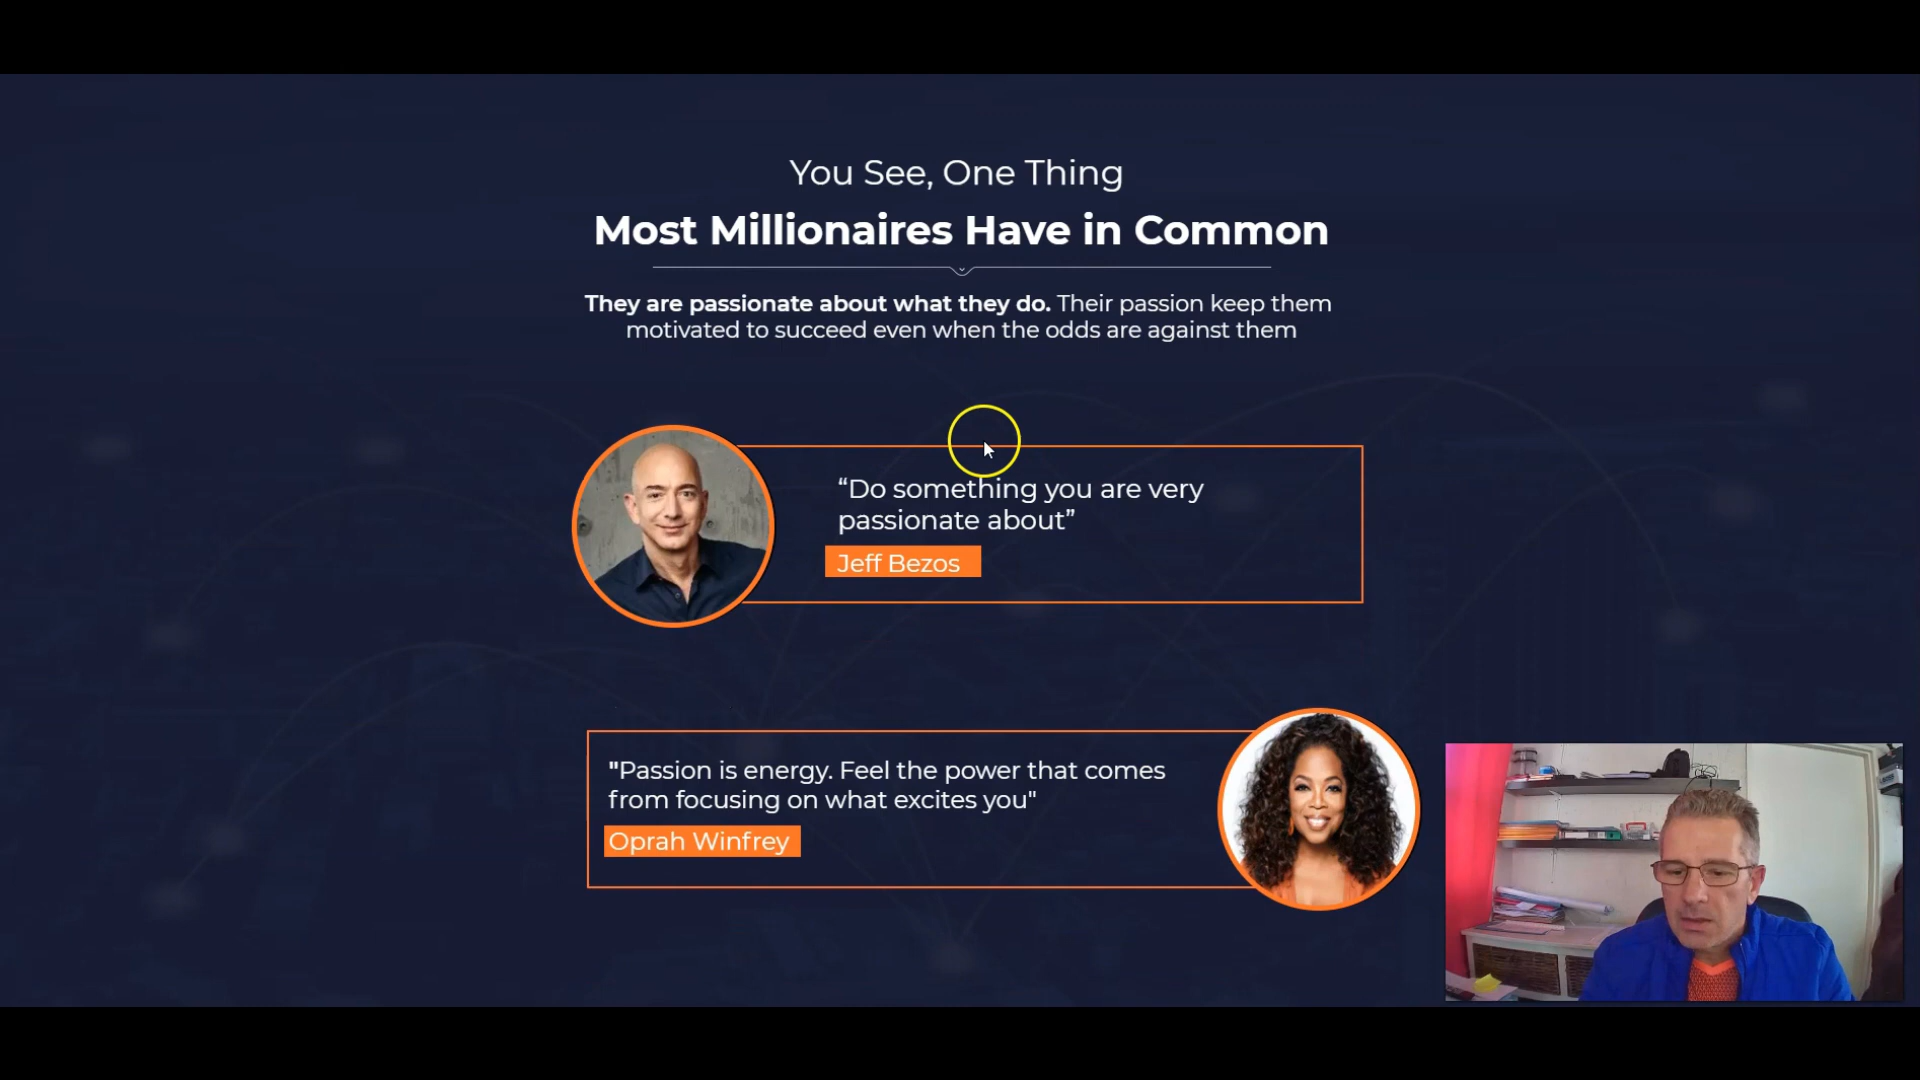 You See, One Thing
Most Millionaires Have in Common
They are passionate about what they do. Their passion keep them
motivated to succeed even when the odds are against them
“Do something you are very
passionate about”
Jeff Bezos
"Passion is energy. Feel the power that comes
from focusing on what excites you"
Oprah Winfrey